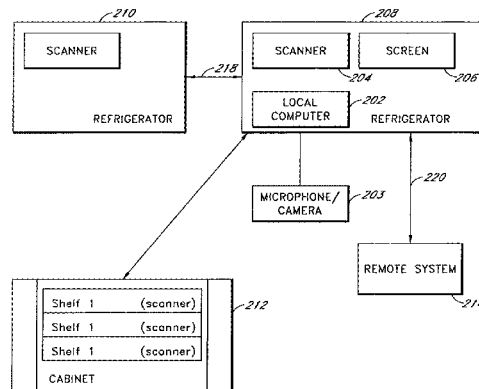 210
SCANNER
REFRIGERATOR
218
208
SCANNER
204
SCREEN
206
LOCAL
COMPUTER
202
REFRIGERATOR
MICROPHONE/
CAMERA
203
220
REMOTE SYSTEM
Shelf 1 (scanner)
Shelf 1 (scanner)
Shelf 1 (scanner)
CABINET
212